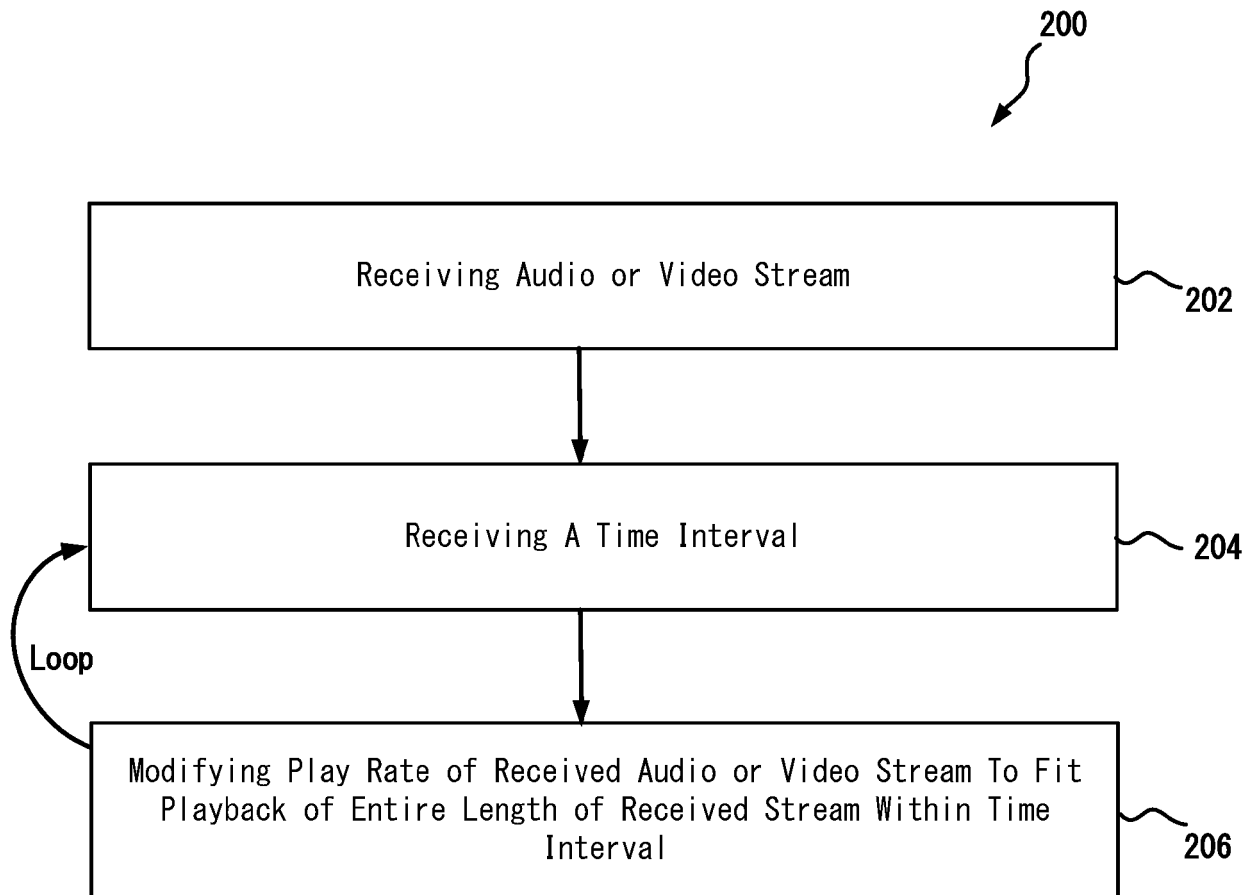 200
Receiving Audio or Video Stream
202
Receiving A Time Interval
204
Loop
Modifying Play Rate of Received Audio or Video Stream To Fit
Playback of Entire Length of Received Stream Within Time
Interval
206